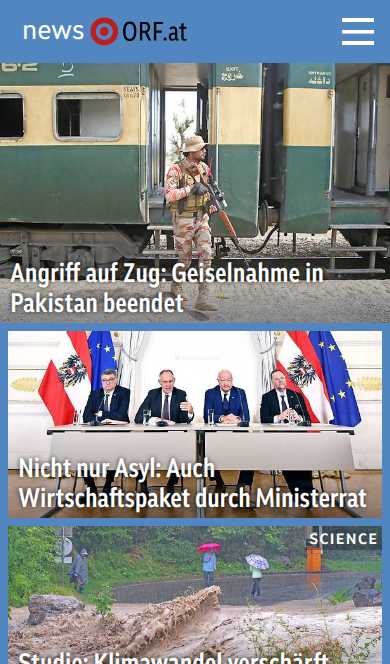 news ORF.at
Angriff auf Zug: Geiselnahme in
Pakistan beendet
Nicht nur Asyl: Auch
Wirtschaftspaket durch Ministerrat
SCIENCE
Studie: Klimawandel verschärft